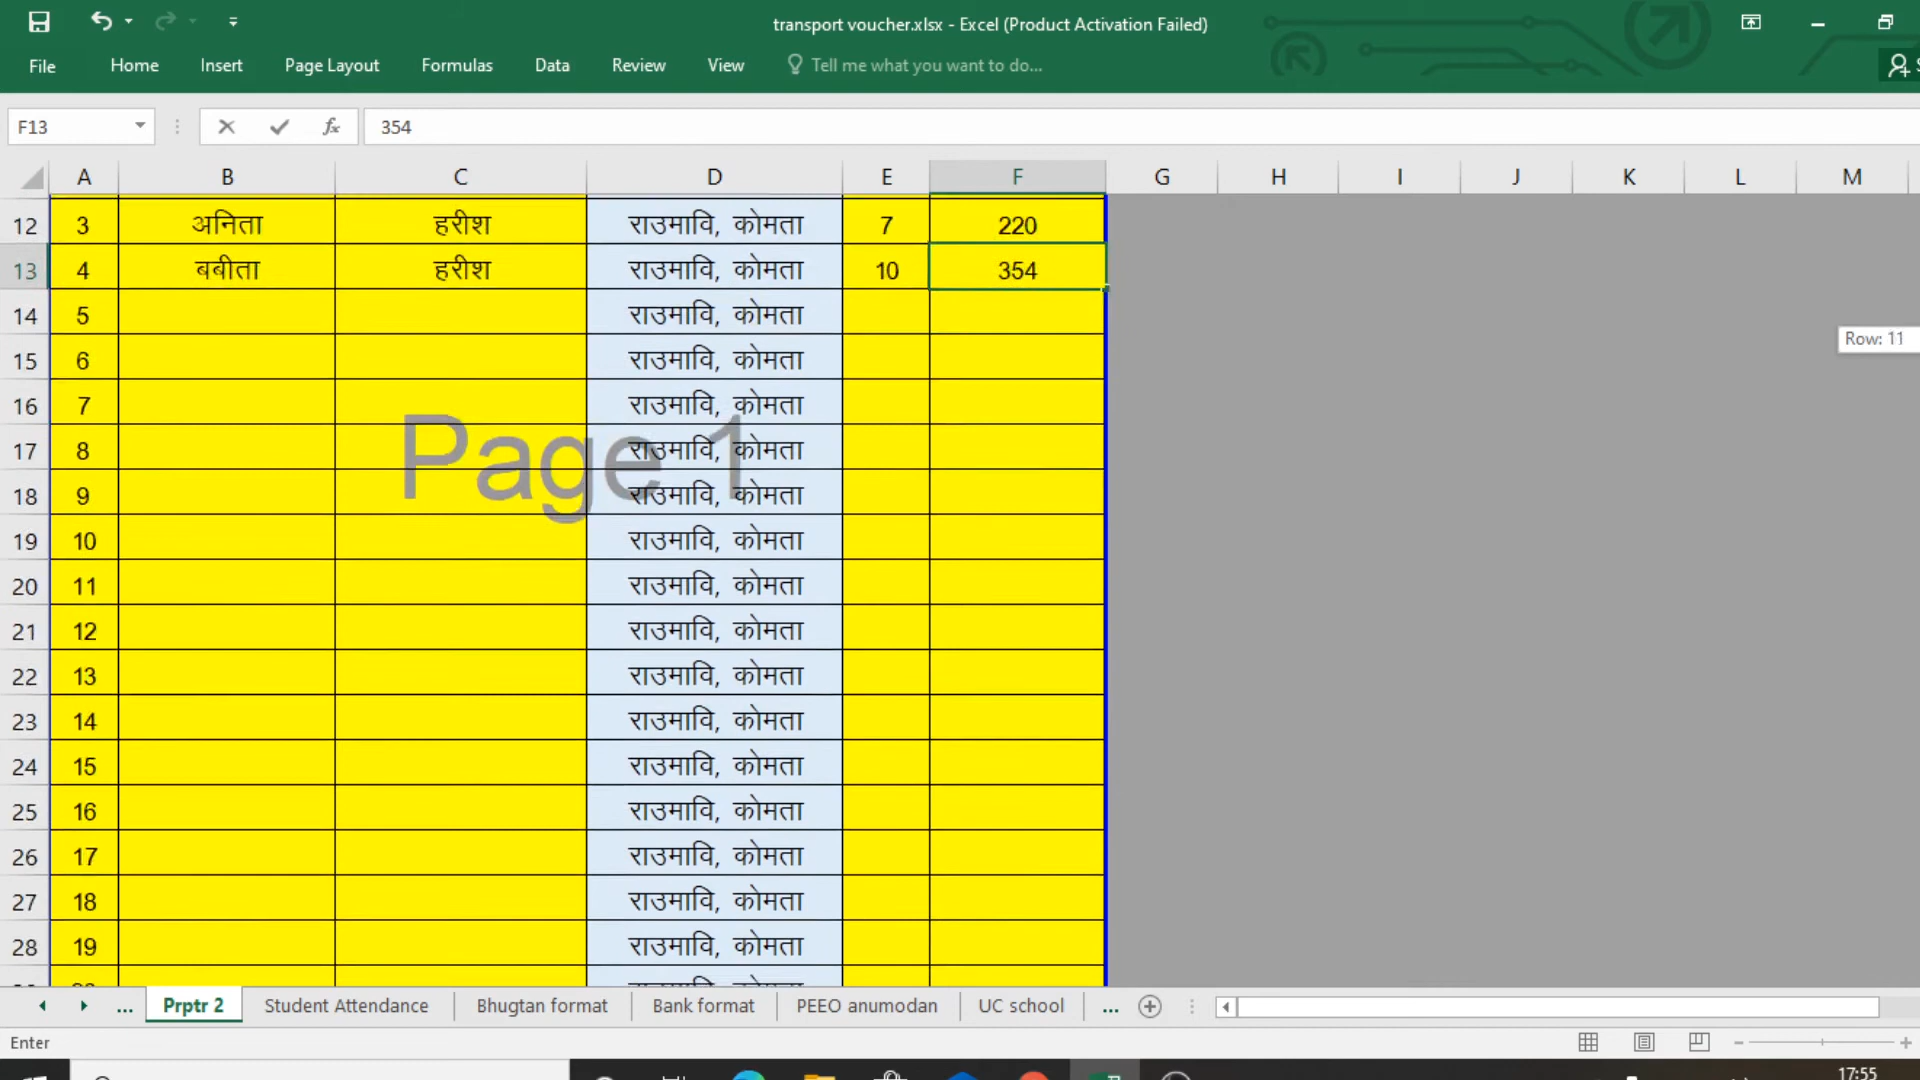 transport voucher.xlsx - Excel (Product Activation Failed)
File Home Insert Page Layout Formulas Data Review View Tell me what you want to do...
F13 fx 354
A B C D E F G H I J K L M
12 3 अनिता हरीश राउमावि, कोमता 7 220
13 4 बबीता हरीश राउमावि, कोमता 10 354
14 5 राउमावि, कोमता
Row: 11
15 6 राउमावि, कोमता
16 7 राउमावि, कोमता
Page 1
17 8 राउमावि, कोमता
18 9 राउमावि, कोमता
19 10 राउमावि, कोमता
20 11 राउमावि, कोमता
21 12 राउमावि, कोमता
22 13 राउमावि, कोमता
23 14 राउमावि, कोमता
24 15 राउमावि, कोमता
25 16 राउमावि, कोमता
26 17 राउमावि, कोमता
27 18 राउमावि, कोमता
28 19 राउमावि, कोमता
... Prptr 2 Student Attendance Bhugtan format Bank format PEEO anumodan UC school ...
Enter
17:55